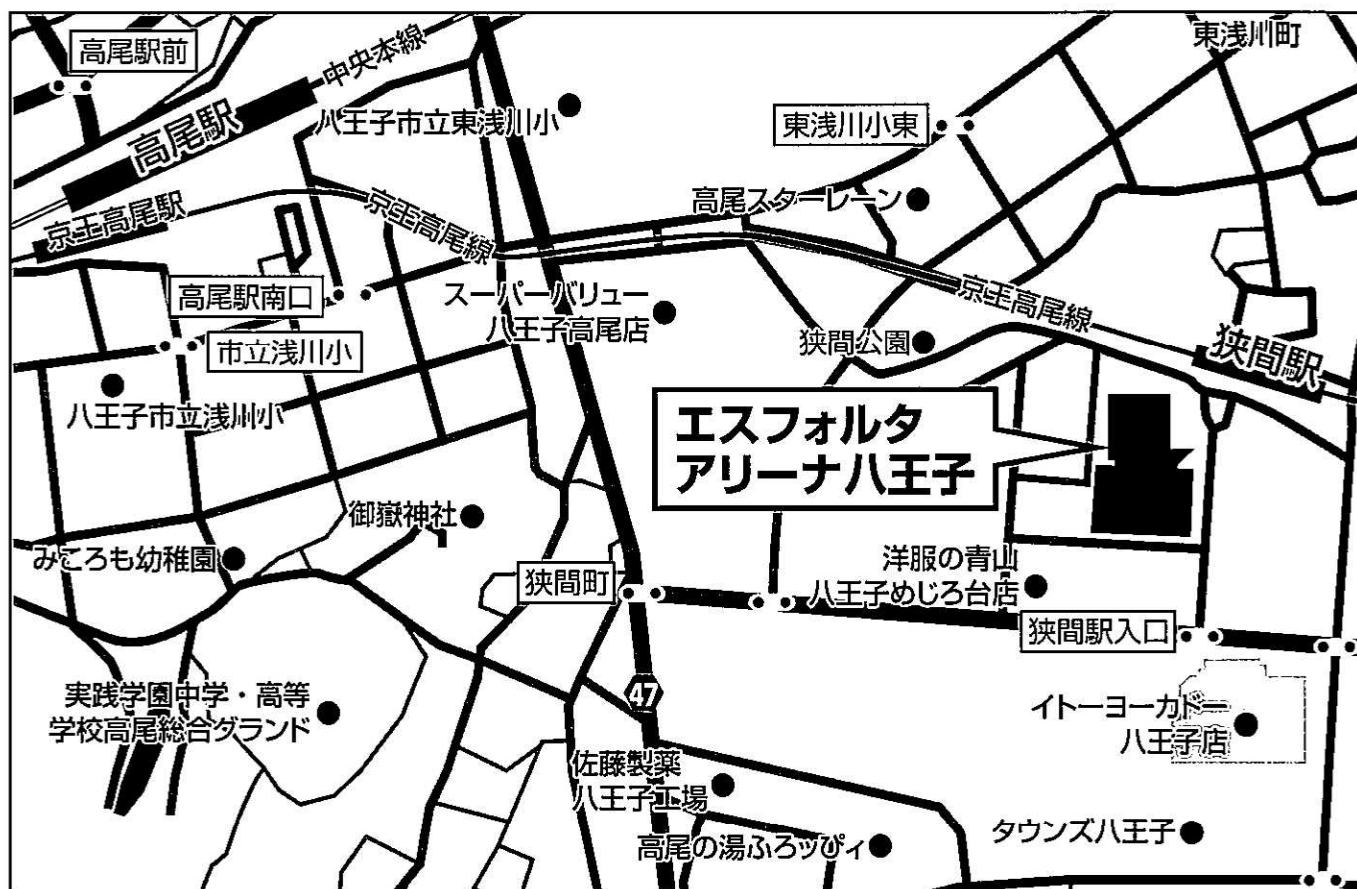 高尾駅前
中央本線
東浅川町
高尾駅
八王子市立東浅川小
東浅川小東
高尾スターレーン
京王高尾駅
京王高尾線
高尾駅南口
スーパーバリュー
八王子高尾店
京王高尾線
市立浅川小
狭間公園
狭間駅
八王子市立浅川小
エスフォルタ
アリーナ八王子
御嶽神社
みころも幼稚園
狭間町
洋服の青山
八王子めじろ台店
狭間駅入口
47
実践学園中学・高等
学校高尾総合グランド
イトーヨーカドー
八王子店
佐藤製薬
八王子工場
高尾の湯ふろッぴィ
タウンズ八王子